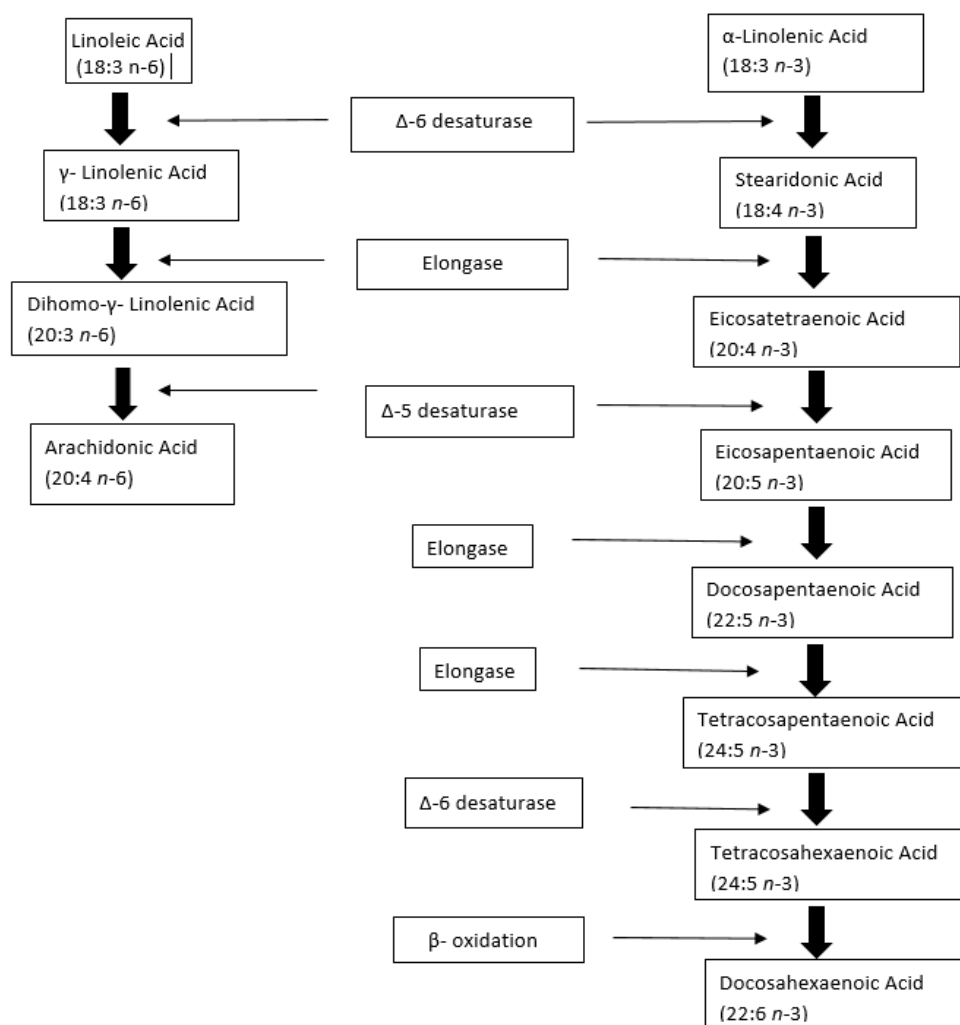 Linoleic Acid
(18:3 n-6)
α-Linolenic Acid
(18:3 n-3)
Δ-6 desaturase
γ- Linolenic Acid
(18:3 n-6)
Stearidonic Acid
(18:4 n-3)
Elongase
Dihomo-γ- Linolenic Acid
(20:3 n-6)
Eicosatetraenoic Acid
(20:4 n-3)
Δ-5 desaturase
Arachidonic Acid
(20:4 n-6)
Eicosapentaenoic Acid
(20:5 n-3)
Elongase
Docosapentaenoic Acid
(22:5 n-3)
Elongase
Tetracosapentaenoic Acid
(24:5 n-3)
Δ-6 desaturase
Tetracosahexaenoic Acid
(24:5 n-3)
β- oxidation
Docosahexaenoic Acid
(22:6 n-3)